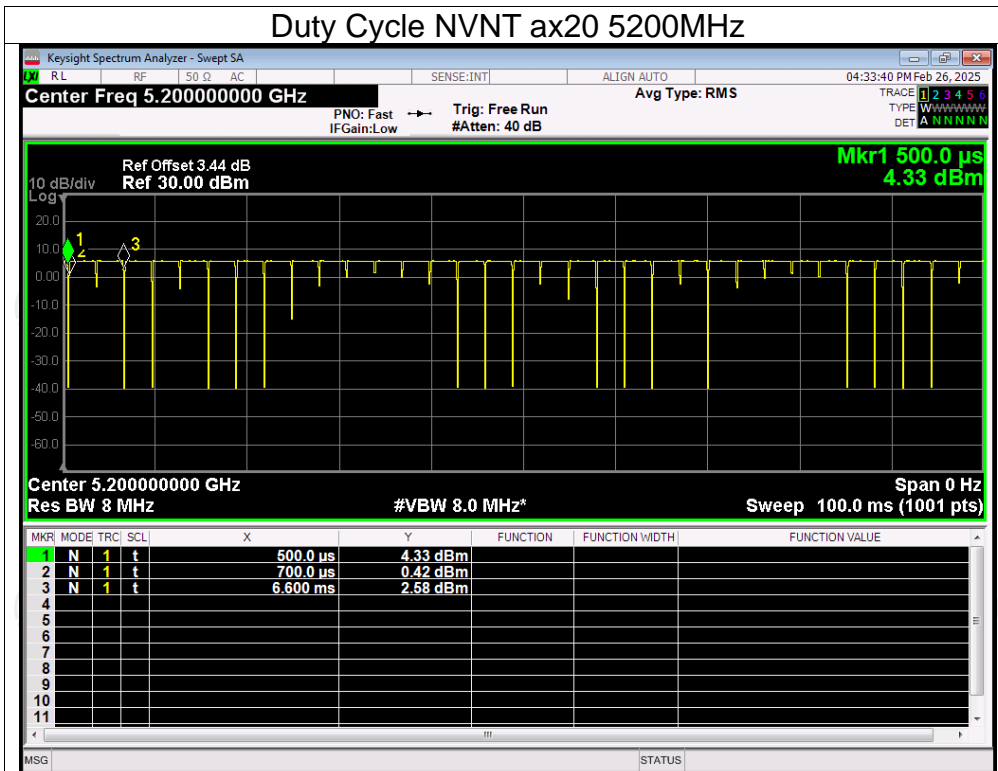 Duty Cycle NVNT ax20 5200MHz
Keysight Spectrum Analyzer - Swept SA
LXI RL RF 50 Ω AC SENSE:INT ALIGN AUTO 04:33:40 PM Feb 26, 2025
Center Freq 5.200000000 GHz Avg Type: RMS TRACE 1 2 3 4 5 6
PNO: Fast Trig: Free Run TYPE WWWWWW
IFGain:Low #Atten: 40 dB DET A N N N N N
Mkr1 500.0 µs
Ref Offset 3.44 dB
10 dB/div Ref 30.00 dBm 4.33 dBm
Log
20.0
10.0
0.00
-10.0
-20.0
-30.0
-40.0
-50.0
-60.0
1
2
3
Center 5.200000000 GHz Span 0 Hz
Res BW 8 MHz #VBW 8.0 MHz* Sweep 100.0 ms (1001 pts)
MKR MODE TRC SCL X Y FUNCTION FUNCTION WIDTH FUNCTION VALUE
1 N 1 t 500.0 µs 4.33 dBm
2 N 1 t 700.0 µs 0.42 dBm
3 N 1 t 6.600 ms 2.58 dBm
4
5
6
7
8
9
10
11
MSG STATUS